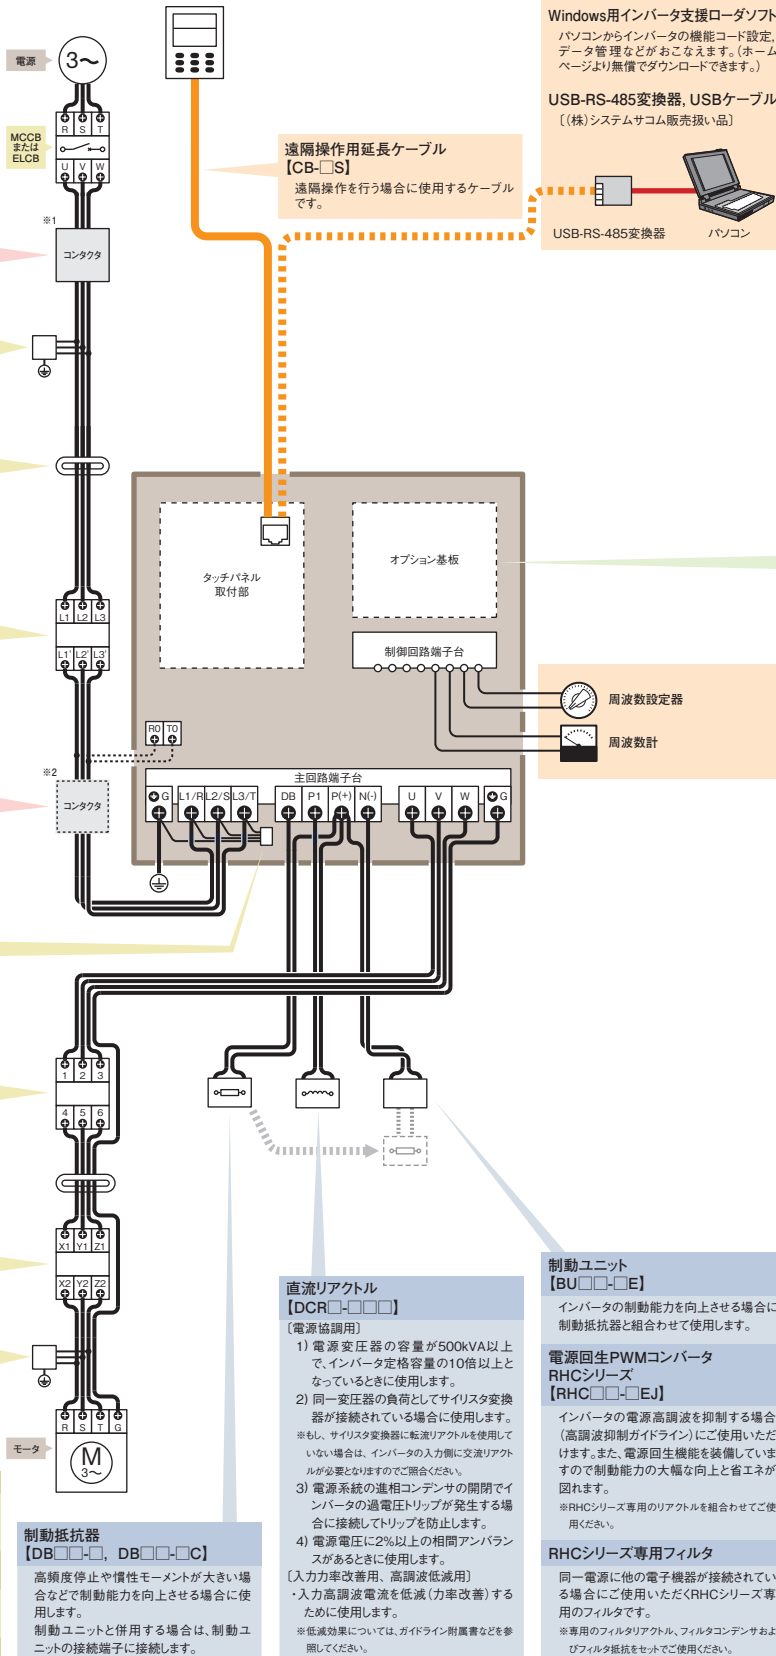 Windows用インバータ支援ローダソフト
パソコンからインバータの機能コード設定,
データ管理などがおこなえます。(ホーム
ページより無償でダウンロードできます。)
USB-RS-485変換器, USBケーブル
〔(株)システムサコム販売扱い品〕
USB-RS-485変換器
パソコン
電源
3〜
R S T
MCCB
または
ELCB
U V W
遠隔操作用延長ケーブル
【CB-□S】
遠隔操作を行う場合に使用するケーブル
です。
※1
コンタクタ
タッチパネル
取付部
オプション基板
制御回路端子台
L1 L2 L3
L1' L2' L3'
周波数設定器
周波数計
R0 T0
※2
コンタクタ
主回路端子台
G L1/R L2/S L3/T DB P1 P(+) N(-) U V W G
1 2 3
4 5 6
X1 Y1 Z1
X2 Y2 Z2
R S T G
モータ
M
3〜
制動抵抗器
【DB□□-□, DB□□-□C】
高頻度停止や慣性モーメントが大きい場
合などで制動能力を向上させる場合に使
用します。
制動ユニットと併用する場合は、制動ユ
ニットの接続端子に接続します。
直流リアクトル
【DCR□-□□□】
〔電源協調用〕
1) 電源変圧器の容量が500kVA以上
で、インバータ定格容量の10倍以上と
なっているときに使用します。
2) 同一変圧器の負荷としてサイリスタ変換
器が接続されている場合に使用します。
※もし、サイリスタ変換器に転流リアクトルを使用して
いない場合は、インバータの入力側に交流リアクト
ルが必要となりますのでご照合ください。
3) 電源系統の進相コンデンサの開閉でイ
ンバータの過電圧トリップが発生する場
合に接続してトリップを防止します。
4) 電源電圧に2%以上の相間アンバラン
スがあるときに使用します。
〔入力力率改善用、高調波低減用〕
・入力高調波電流を低減(力率改善)する
ために使用します。
※低減効果については、ガイドライン附属書などを参
照してください。
制動ユニット
【BU□□-□E】
インバータの制動能力を向上させる場合に
制動抵抗器と組合わせて使用します。
電源回生PWMコンバータ
RHCシリーズ
【RHC□□-□EJ】
インバータの電源高調波を抑制する場合
(高調波抑制ガイドライン)にご使用いただ
けます。また、電源回生機能を装備していま
すので制動能力の大幅な向上と省エネが
図れます。
※RHCシリーズ専用のリアクトルを組合わせてご使
用ください。
RHCシリーズ専用フィルタ
同一電源に他の電子機器が接続されてい
る場合にご使用いただくRHCシリーズ専
用のフィルタです。
※専用のフィルタリアクトル、フィルタコンデンサおよ
びフィルタ抵抗をセットでご使用ください。